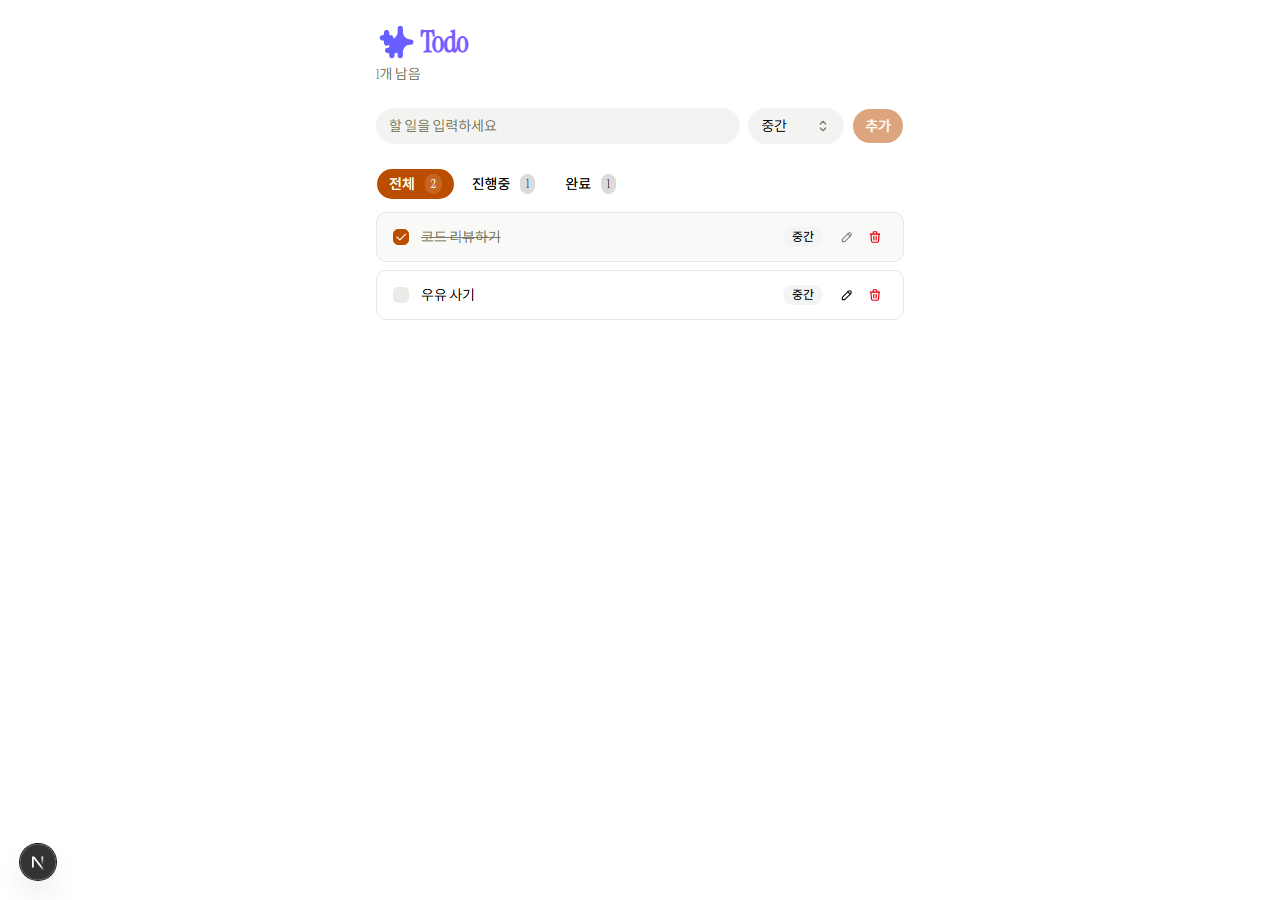 Todo
1개 남음
할 일을 입력하세요 중간 추가
전체 2 진행중 1 완료 1
코드 리뷰하기 중간
우유 사기 중간
N